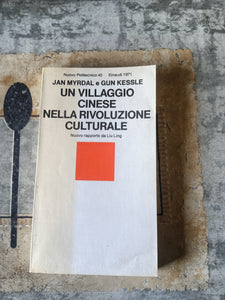 Nuovo Politecnico 45 Einaudi 1971
JAN MYRDAL e GUN KESSLE
UN VILLAGGIO
CINESE
NELLA RIVOLUZIONE
CULTURALE
Nuovo rapporto da Liu Ling